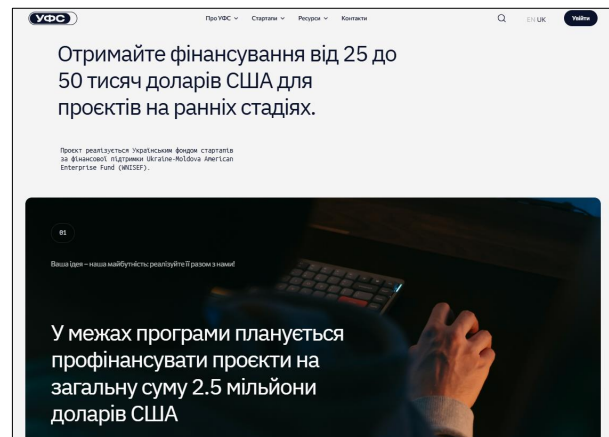 УФС
Про УФС Стартапи Ресурси Контакти EN UK Увійти
Отримайте фінансування від 25 до
50 тисяч доларів США для
проєктів на ранніх стадіях.
Проєкт реалізується Українським фондом стартапів
за фінансової підтримки Ukraine-Moldova American
Enterprise Fund (WNISEF).
01
Ваша ідея – наша майбутність: реалізуйте її разом з нами!
У межах програми планується
профінансувати проєкти на
загальну суму 2.5 мільйони
доларів США